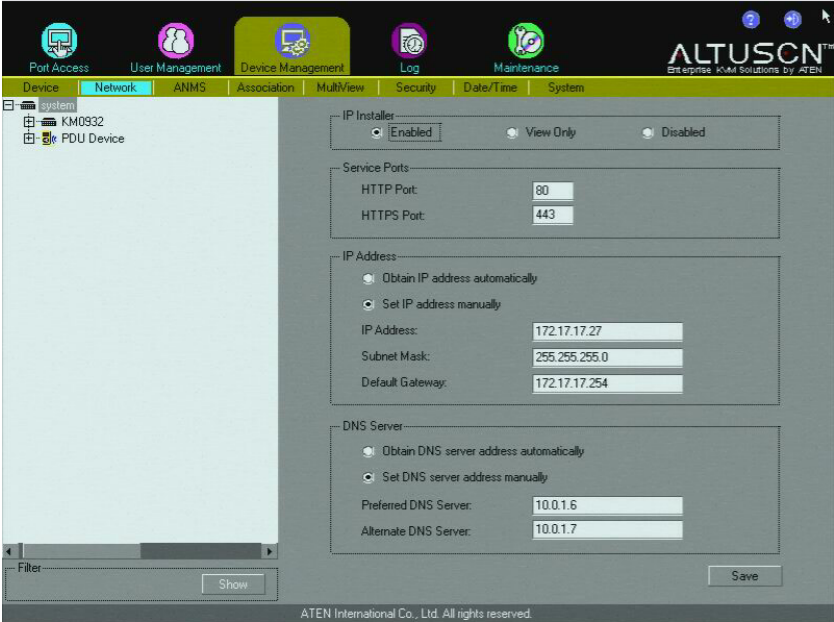 Port Access
User Management
Device Management
Log
Maintenance
ALTUSCN™
Enterprise KVM Solutions by ATEN
Device
Network
ANMS
Association
MultiView
Security
Date/Time
System
system
KM0932
PDU Device
Filter
Show
IP Installer
Enabled
View Only
Disabled
Service Ports
HTTP Port: 80
HTTPS Port: 443
IP Address
Obtain IP address automatically
Set IP address manually
IP Address: 172.17.17.27
Subnet Mask: 255.255.255.0
Default Gateway: 172.17.17.254
DNS Server
Obtain DNS server address automatically
Set DNS server address manually
Preferred DNS Server: 10.0.1.6
Alternate DNS Server: 10.0.1.7
Save
ATEN International Co., Ltd. All rights reserved.